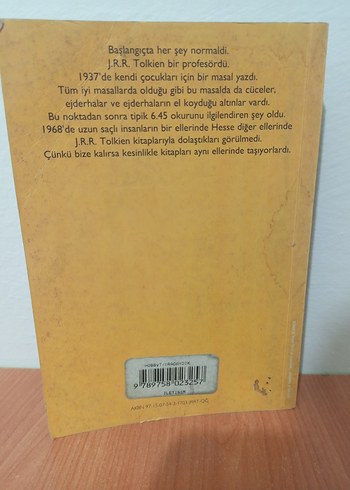 Başlangıçta her şey normaldi.
J.R.R. Tolkien bir profesördü.
1937'de kendi çocukları için bir masal yazdı.
Tüm iyi masallarda olduğu gibi bu masalda da cüceler,
ejderhalar ve ejderhaların el koyduğu altınlar vardı.
Bu noktadan sonra tipik 6.45 okurunu ilgilendiren şey oldu.
1968'de uzun saçlı insanların bir ellerinde Hesse diğer ellerinde
J.R.R. Tolkien kitaplarıyla dolaştıkları görülmedi.
Çünkü bize kalırsa kesinlikle kitapları aynı ellerinde taşıyorlardı.
9 789758 023257